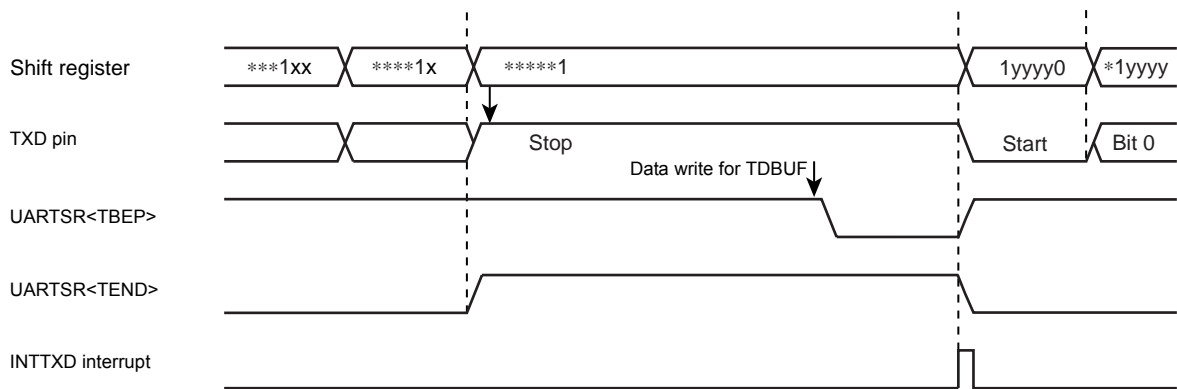 Shift register ***1xx ****1x *****1 1yyyy0 *1yyyy
TXD pin Stop Start Bit 0
Data write for TDBUF
UARTSR<TBEP>
UARTSR<TEND>
INTTXD interrupt